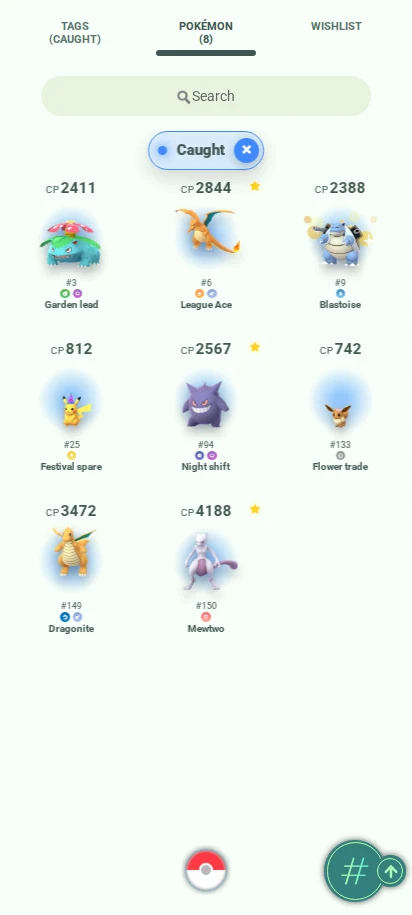 TAGS
(CAUGHT)
POKÉMON
(8)
WISHLIST
Search
Caught
CP2411
CP2844
CP2388
#3
#6
#9
Garden lead
League Ace
Blastoise
CP812
CP2567
CP742
#25
#94
#133
Festival spare
Night shift
Flower trade
CP3472
CP4188
#149
#150
Dragonite
Mewtwo
#